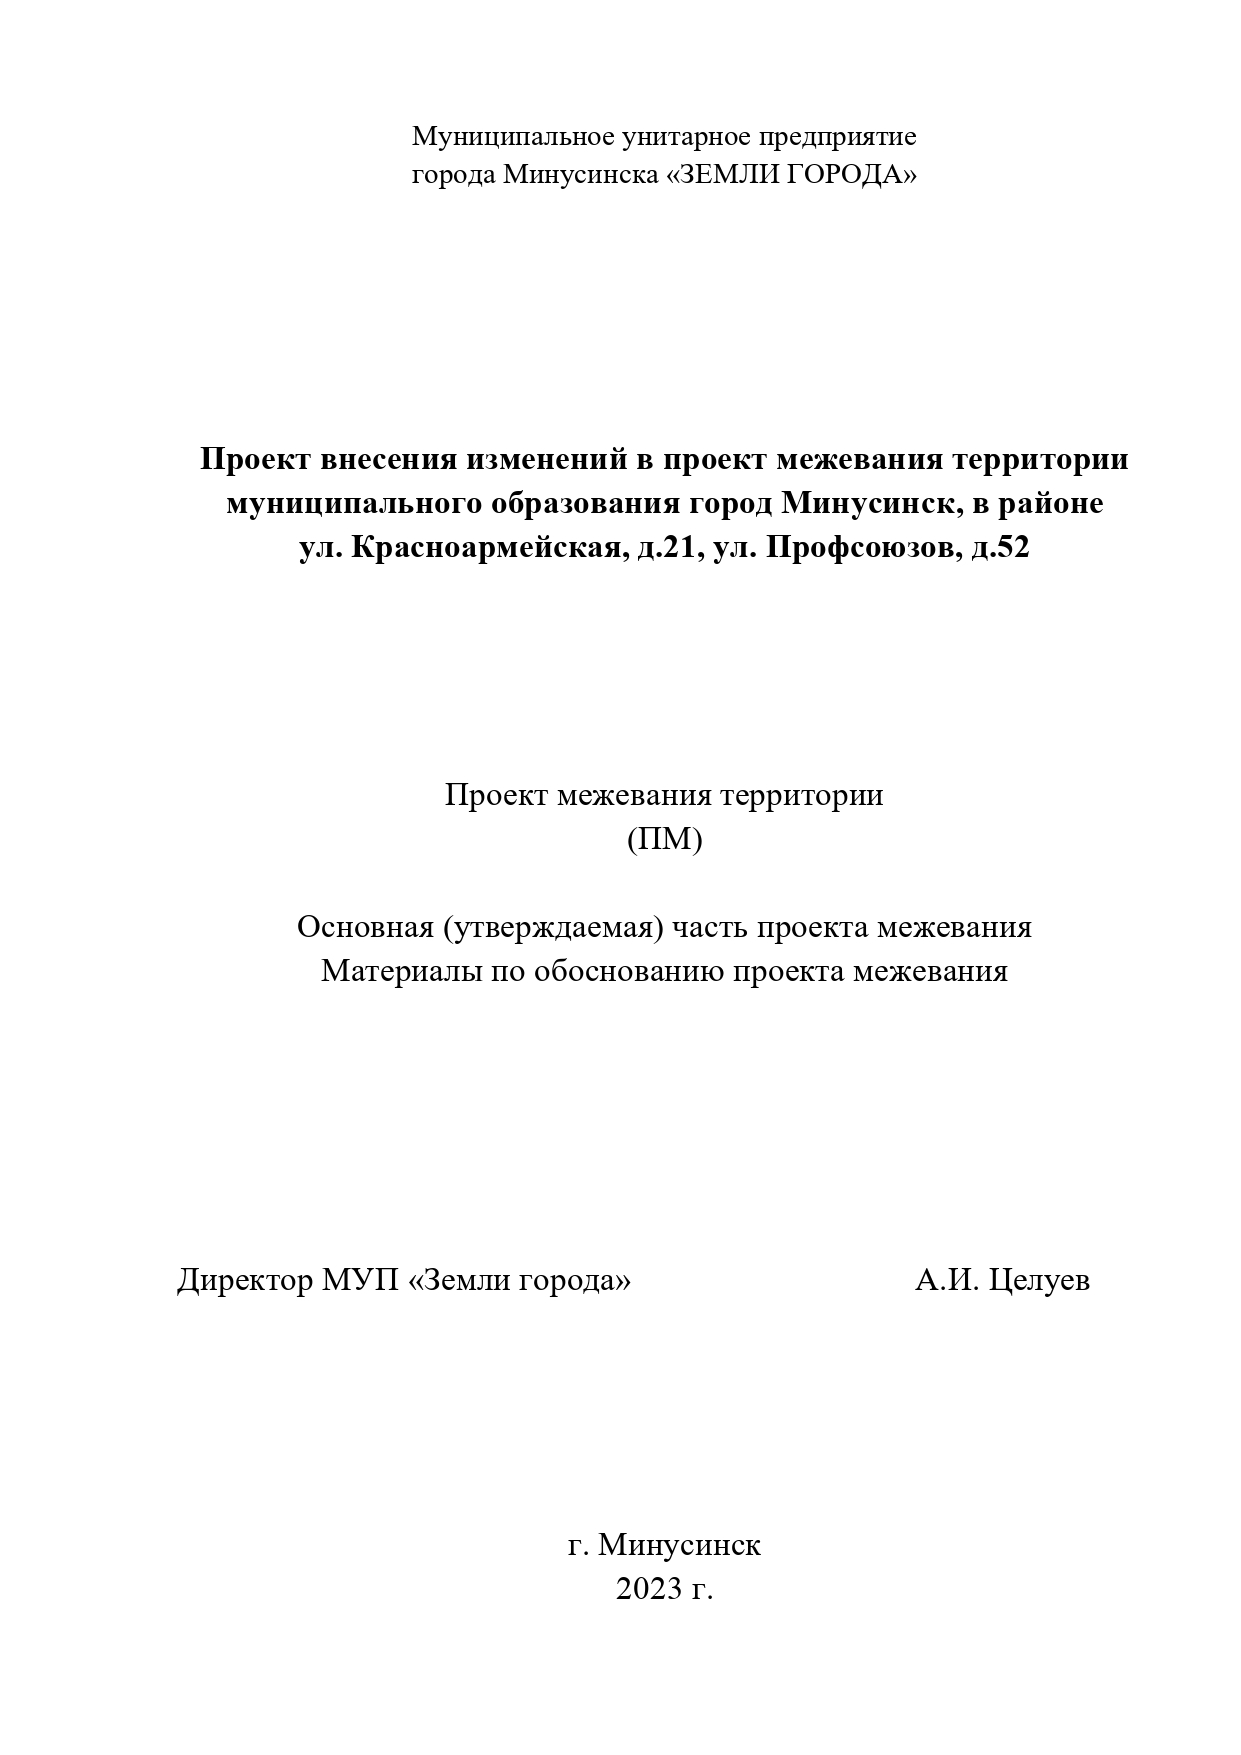 Муниципальное унитарное предприятие
города Минусинска «ЗЕМЛИ ГОРОДА»
Проект внесения изменений в проект межевания территории
муниципального образования город Минусинск, в районе
ул. Красноармейская, д.21, ул. Профсоюзов, д.52
Проект межевания территории
(ПМ)
Основная (утверждаемая) часть проекта межевания
Материалы по обоснованию проекта межевания
Директор МУП «Земли города» А.И. Целуев
г. Минусинск
2023 г.